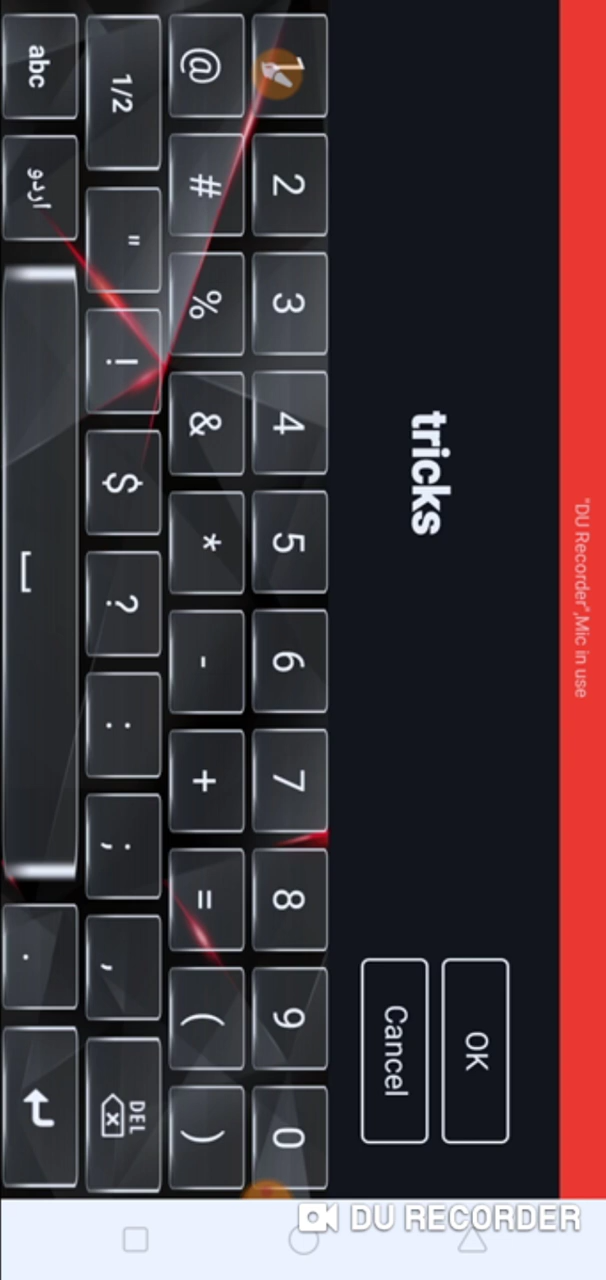 "DU Recorder",Mic in use
tricks
OK
Cancel
1 2 3 4 5 6 7 8 9 0
@ # % & * - + = ( )
1/2 " ! $ ? : ; , DEL
abc اردو .
DU RECORDER